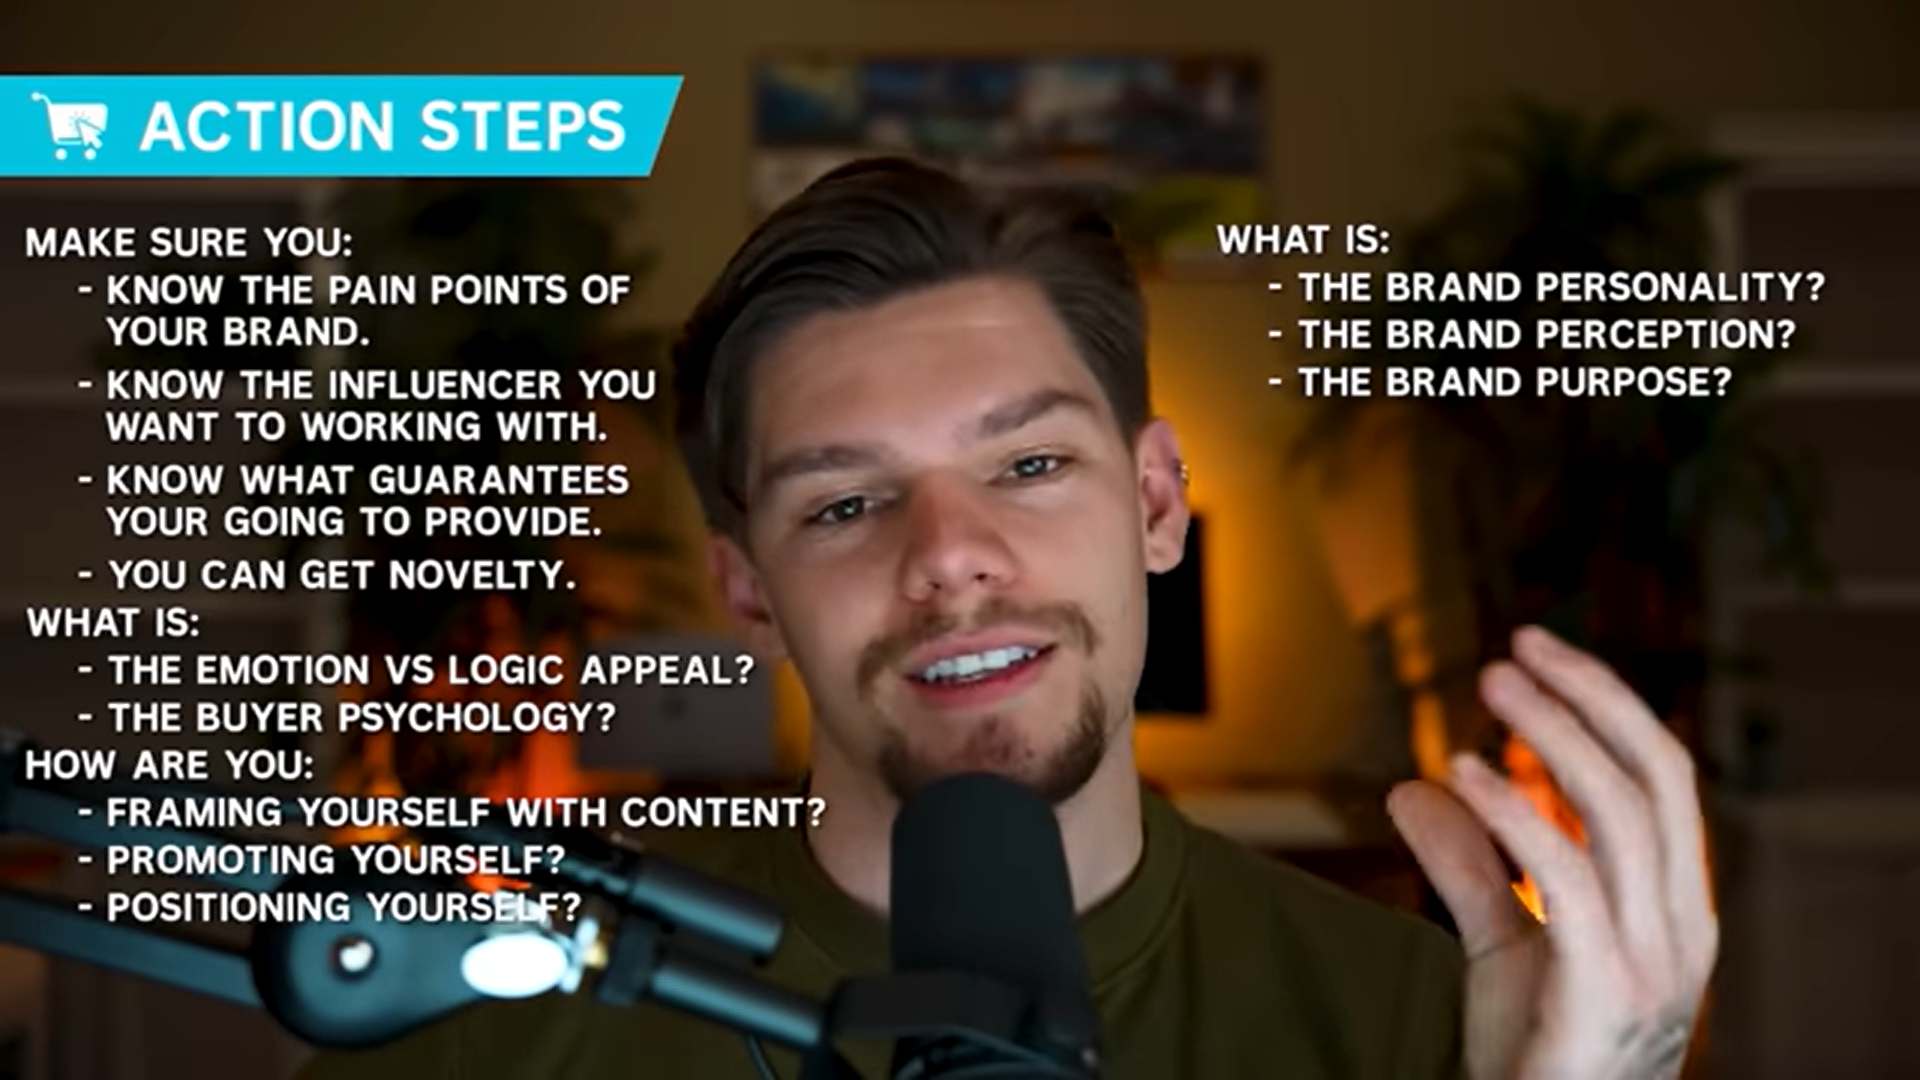 ACTION STEPS
MAKE SURE YOU:
- KNOW THE PAIN POINTS OF
YOUR BRAND.
- KNOW THE INFLUENCER YOU
WANT TO WORKING WITH.
- KNOW WHAT GUARANTEES
YOUR GOING TO PROVIDE.
- YOU CAN GET NOVELTY.
WHAT IS:
- THE EMOTION VS LOGIC APPEAL?
- THE BUYER PSYCHOLOGY?
HOW ARE YOU:
- FRAMING YOURSELF WITH CONTENT?
- PROMOTING YOURSELF?
- POSITIONING YOURSELF?
WHAT IS:
- THE BRAND PERSONALITY?
- THE BRAND PERCEPTION?
- THE BRAND PURPOSE?